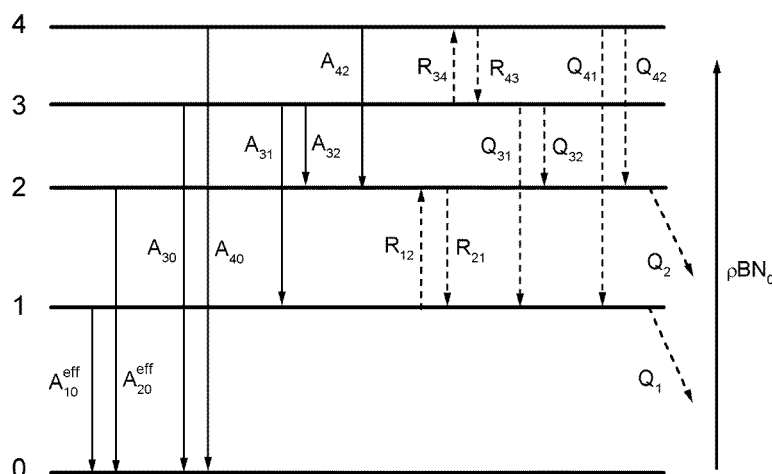 4
A₄₂
R₃₄
R₄₃
Q₄₁
Q₄₂
3
A₃₁
A₃₂
Q₃₁
Q₃₂
2
A₃₀
A₄₀
R₁₂
R₂₁
Q₂
ρBN₀
1
A₁₀ᵉᶠᶠ
A₂₀ᵉᶠᶠ
Q₁
0